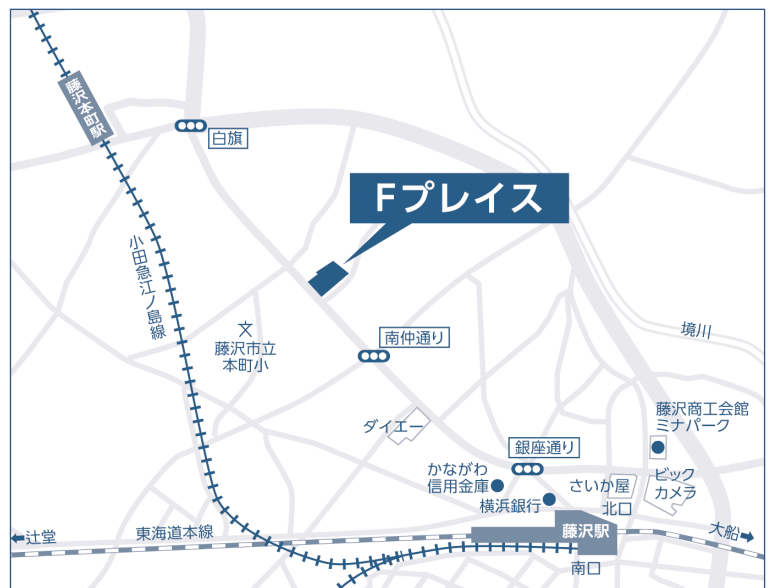 藤沢本町駅
白旗
Fプレイス
小田急江ノ島線
境川
南仲通り
文
藤沢市立
本町小
藤沢商工会館
ミナパーク
ダイエー
銀座通り
かながわ
信用金庫
ビック
カメラ
さいか屋
横浜銀行
北口
藤沢駅
大船
辻堂
東海道本線
南口